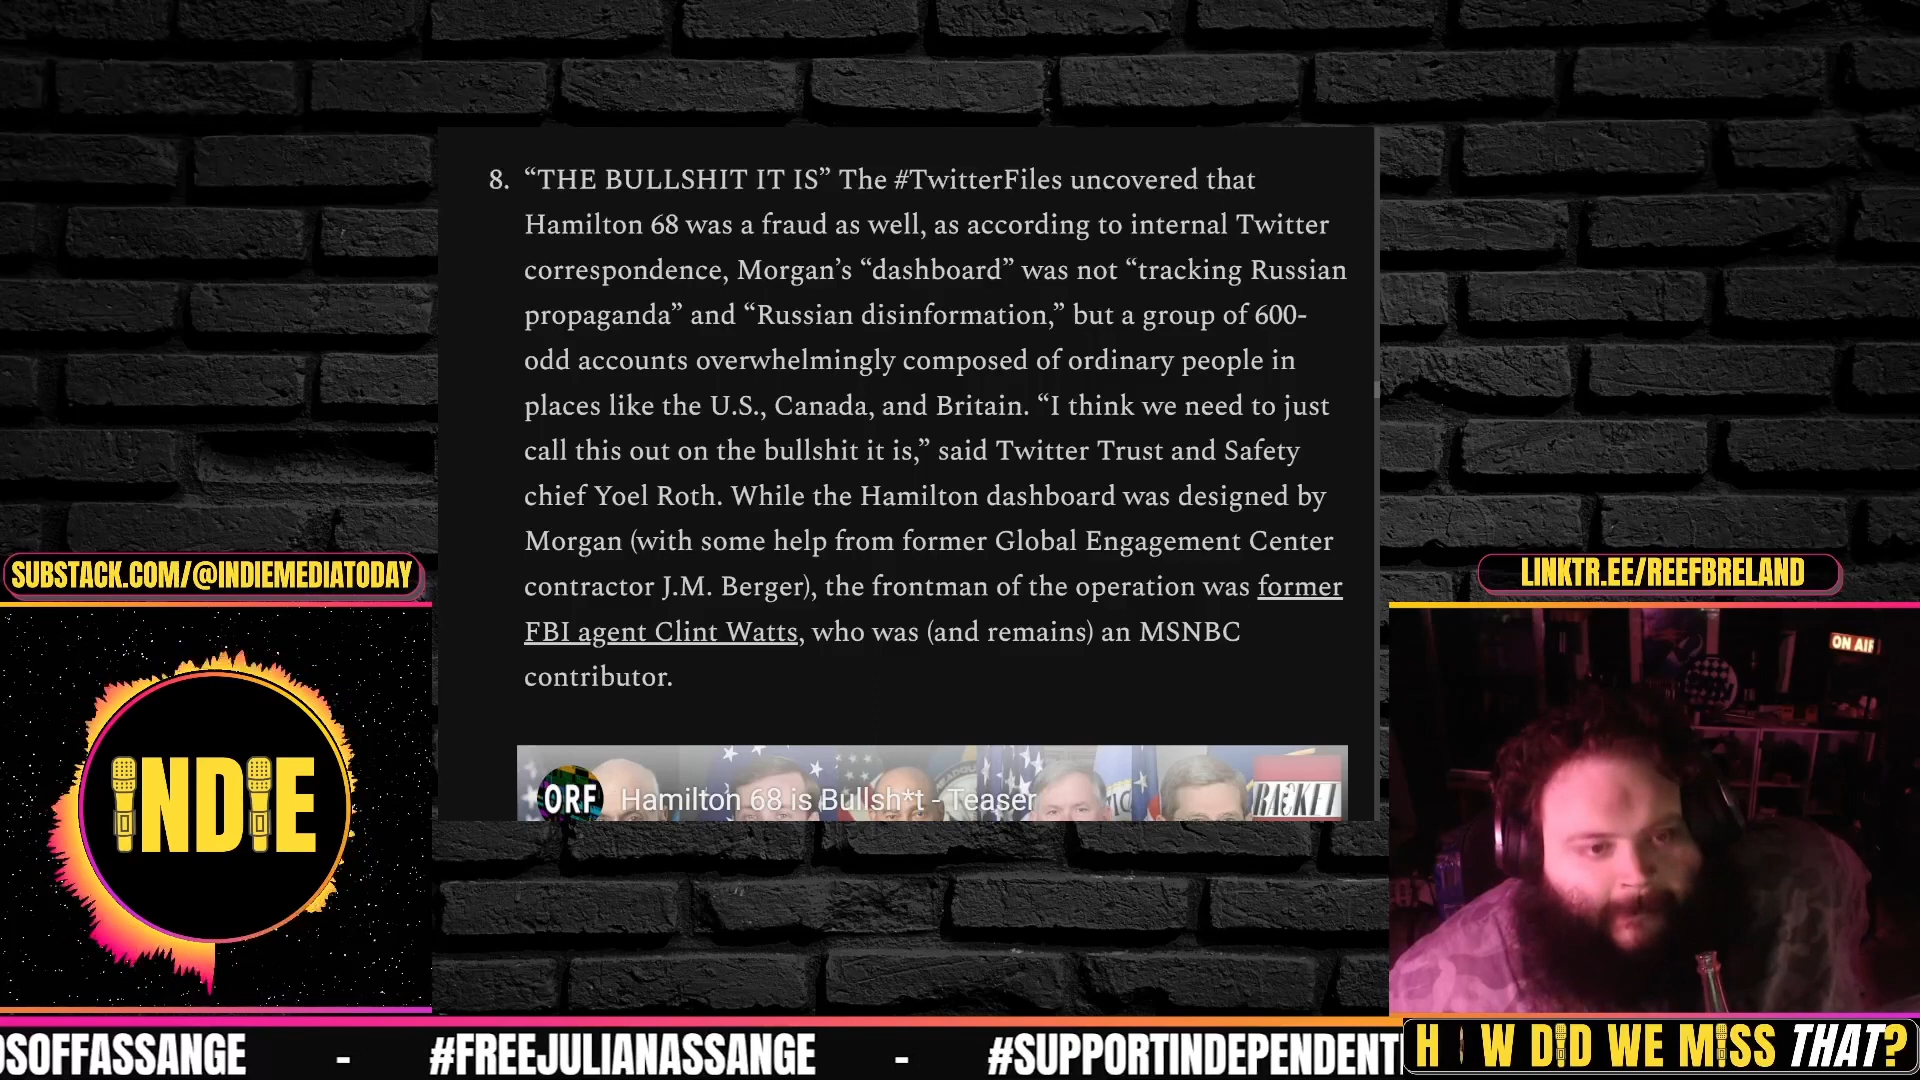 8. “THE BULLSHIT IT IS” The #TwitterFiles uncovered that
Hamilton 68 was a fraud as well, as according to internal Twitter
correspondence, Morgan’s “dashboard” was not “tracking Russian
propaganda” and “Russian disinformation,” but a group of 600-
odd accounts overwhelmingly composed of ordinary people in
places like the U.S., Canada, and Britain. “I think we need to just
call this out on the bullshit it is,” said Twitter Trust and Safety
chief Yoel Roth. While the Hamilton dashboard was designed by
Morgan (with some help from former Global Engagement Center
contractor J.M. Berger), the frontman of the operation was former
FBI agent Clint Watts, who was (and remains) an MSNBC
contributor.
ORF Hamilton 68 is Bullsh*t - Teaser
RACKET
SUBSTACK.COM/@INDIEMEDIATODAY
INDIE
LINKTR.EE/REEFBRELAND
ON AIR
OSOFFASSANGE - #FREEJULIANASSANGE - #SUPPORTINDEPENDENT
HOW DID WE MISS THAT?